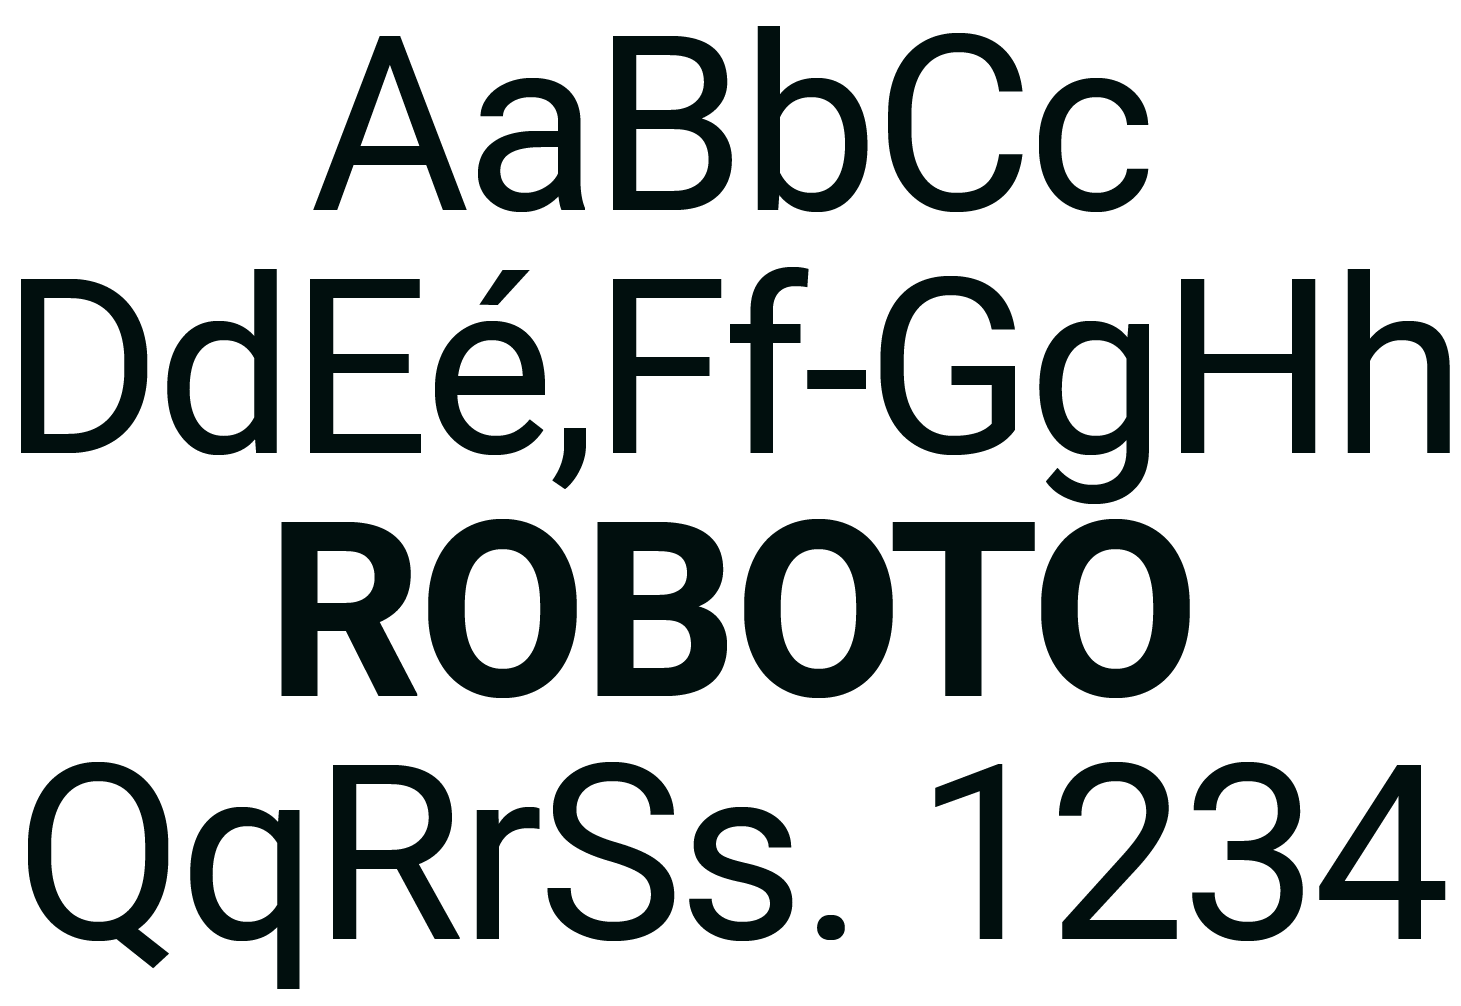 AaBbCc
DdEé,Ff-GgHh
ROBOTO
QqRrSs. 1234